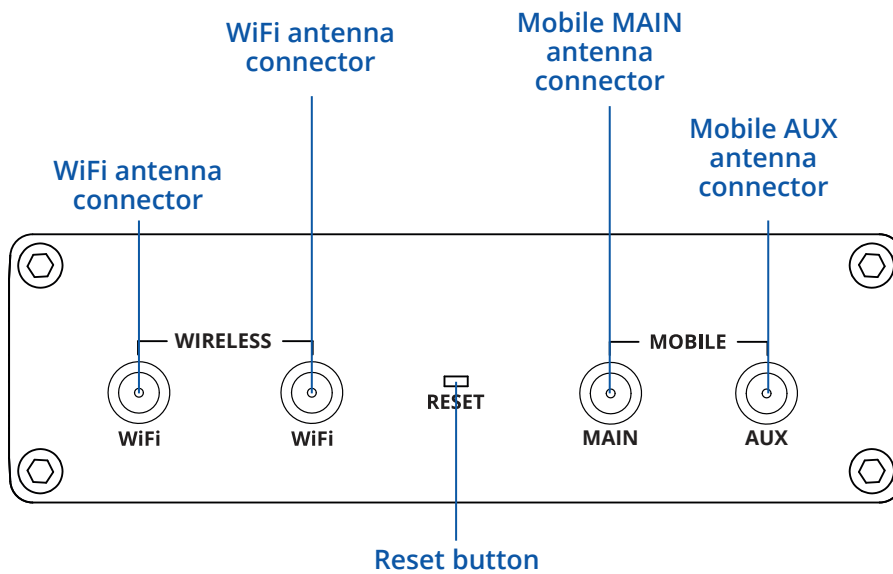 WiFi antenna
connector
WiFi antenna
connector
Mobile MAIN
antenna
connector
Mobile AUX
antenna
connector
WIRELESS
MOBILE
WiFi
WiFi
RESET
MAIN
AUX
Reset button